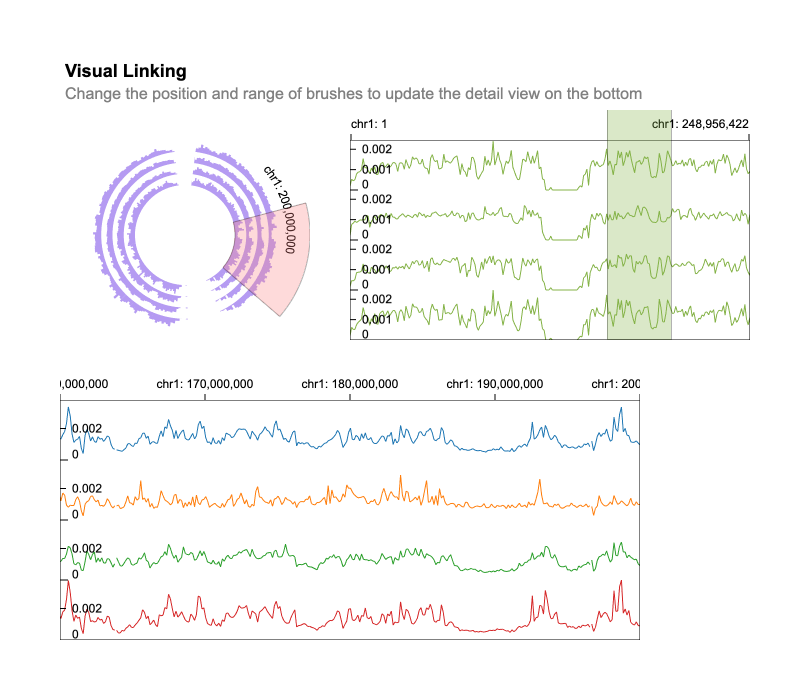 Visual Linking
Change the position and range of brushes to update the detail view on the bottom
chr1: 200,000,000
chr1: 1
chr1: 248,956,422
0.002
0.001
0
0.002
0.001
0
0.002
0.001
0
0.002
0.001
0
0,000,000
chr1: 170,000,000
chr1: 180,000,000
chr1: 190,000,000
chr1: 200
0.002
0
0.002
0
0.002
0
0.002
0